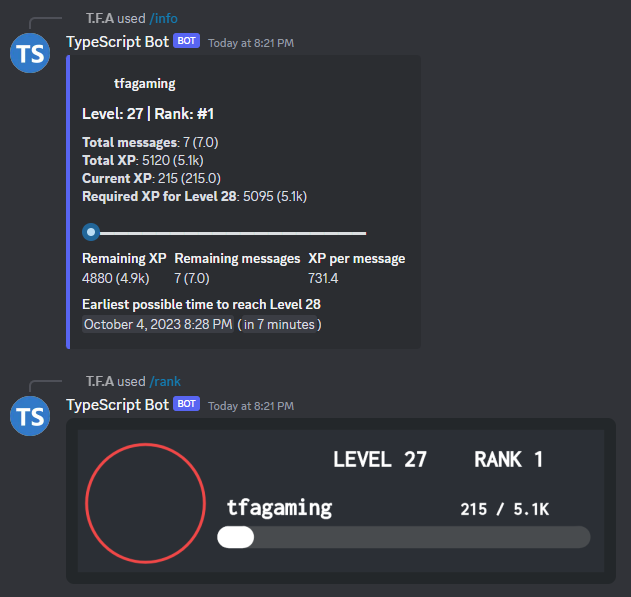 T.F.A used /info
TS
TypeScript Bot BOT Today at 8:21 PM
tfagaming
Level: 27 | Rank: #1
Total messages: 7 (7.0)
Total XP: 5120 (5.1k)
Current XP: 215 (215.0)
Required XP for Level 28: 5095 (5.1k)
Remaining XP Remaining messages XP per message
4880 (4.9k) 7 (7.0) 731.4
Earliest possible time to reach Level 28
October 4, 2023 8:28 PM (in 7 minutes)
T.F.A used /rank
TS
TypeScript Bot BOT Today at 8:21 PM
LEVEL 27 RANK 1
tfagaming 215 / 5.1K